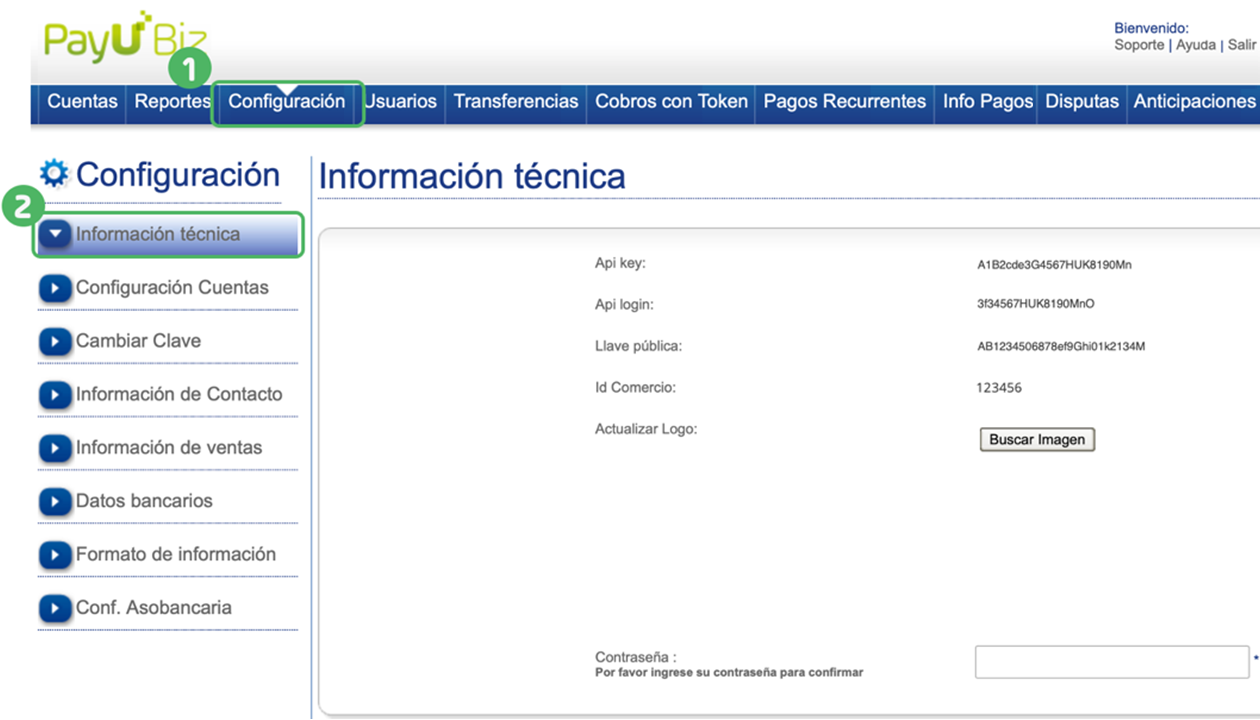 PayU Biz
Bienvenido:
Soporte | Ayuda | Salir
1
Cuentas Reportes Configuración Usuarios Transferencias Cobros con Token Pagos Recurrentes Info Pagos Disputas Anticipaciones
Configuración
Información técnica
2
Información técnica
Configuración Cuentas
Cambiar Clave
Información de Contacto
Información de ventas
Datos bancarios
Formato de información
Conf. Asobancaria
Api key: A1B2cde3G4567HUK8190Mn
Api login: 3f34567HUK8190MnO
Llave pública: AB1234506878ef9Ghi01k2134M
Id Comercio: 123456
Actualizar Logo: Buscar Imagen
Contraseña : *
Por favor ingrese su contraseña para confirmar